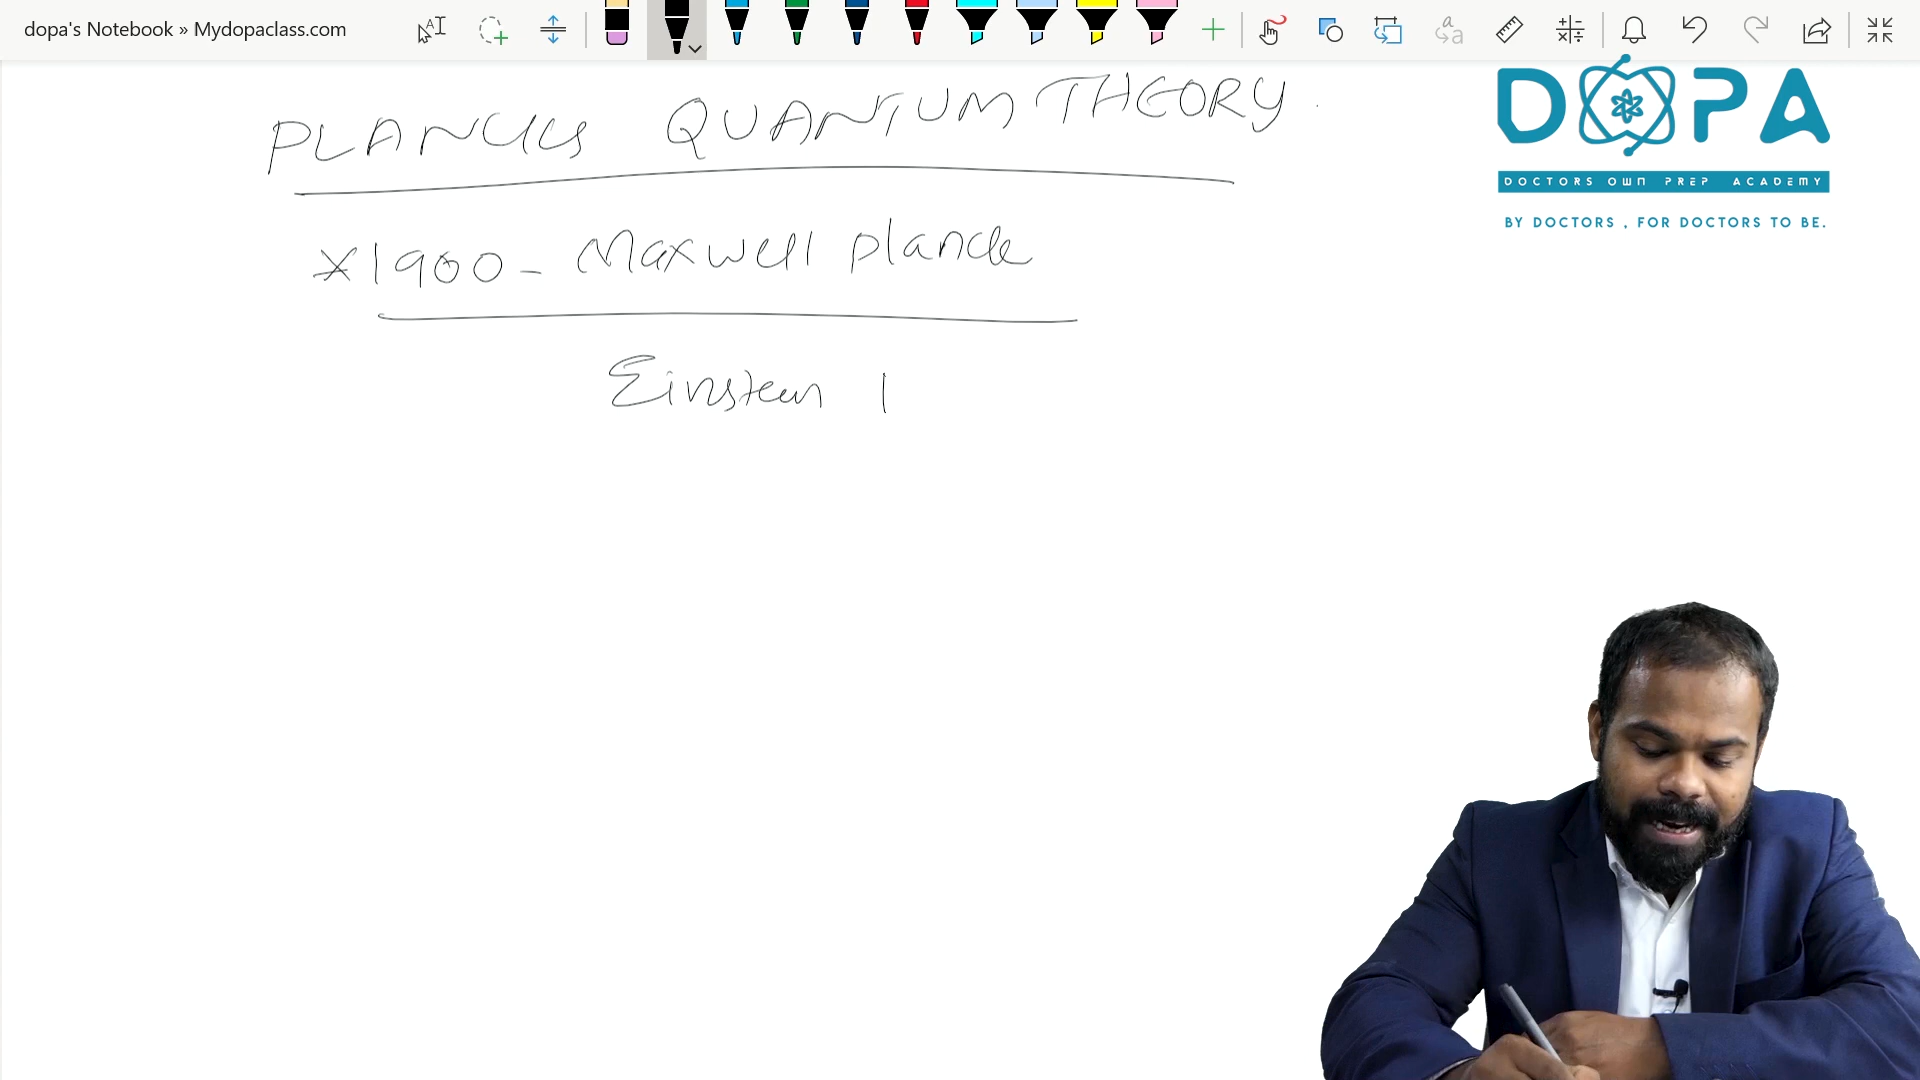 dopa's Notebook » Mydopaclass.com
DOPA
DOCTORS OWN PREP ACADEMY
BY DOCTORS , FOR DOCTORS TO BE.
PLANCKS QUANTUM THEORY.
*1900 - Maxwell planck
Einstein 1